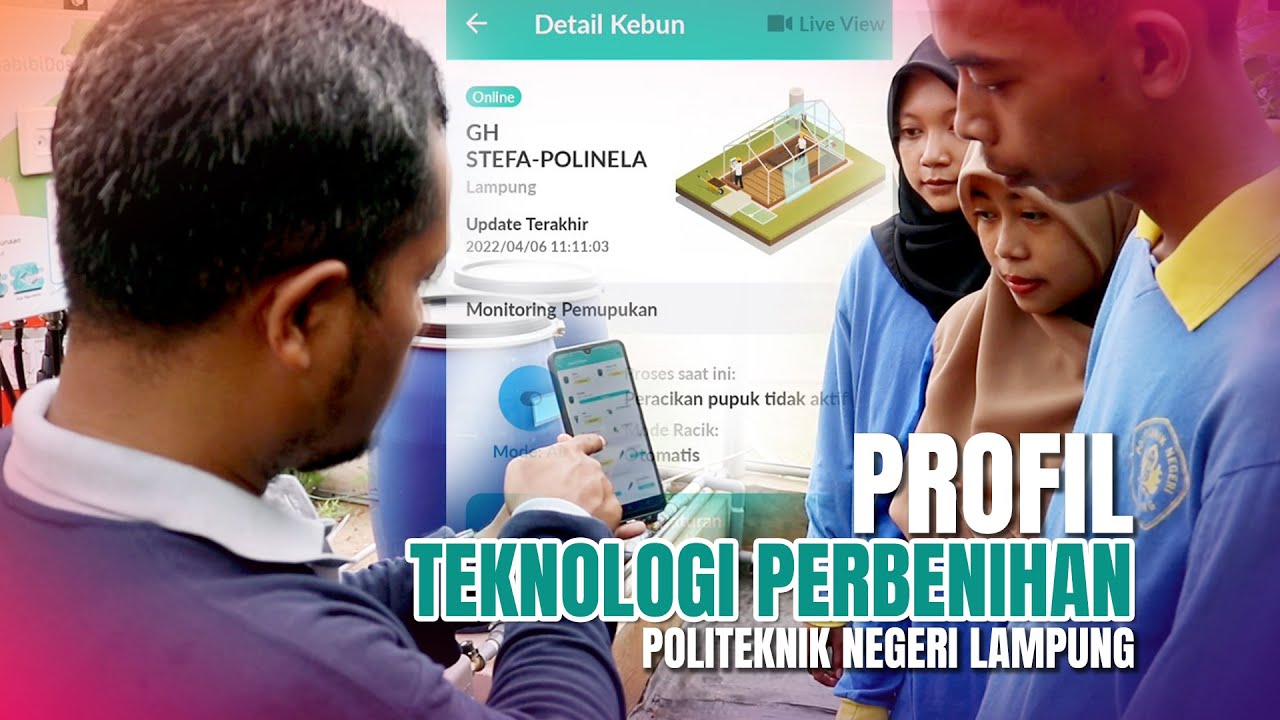 Detail Kebun
Live View
Online
GH
STEFA-POLINELA
Lampung
Update Terakhir
2022/04/06 11:11:03
Monitoring Pemupukan
Proses saat ini:
Peracikan pupuk tidak aktif
Mode Racik:
Otomatis
PROFIL
TEKNOLOGI PERBENIHAN
POLITEKNIK NEGERI LAMPUNG